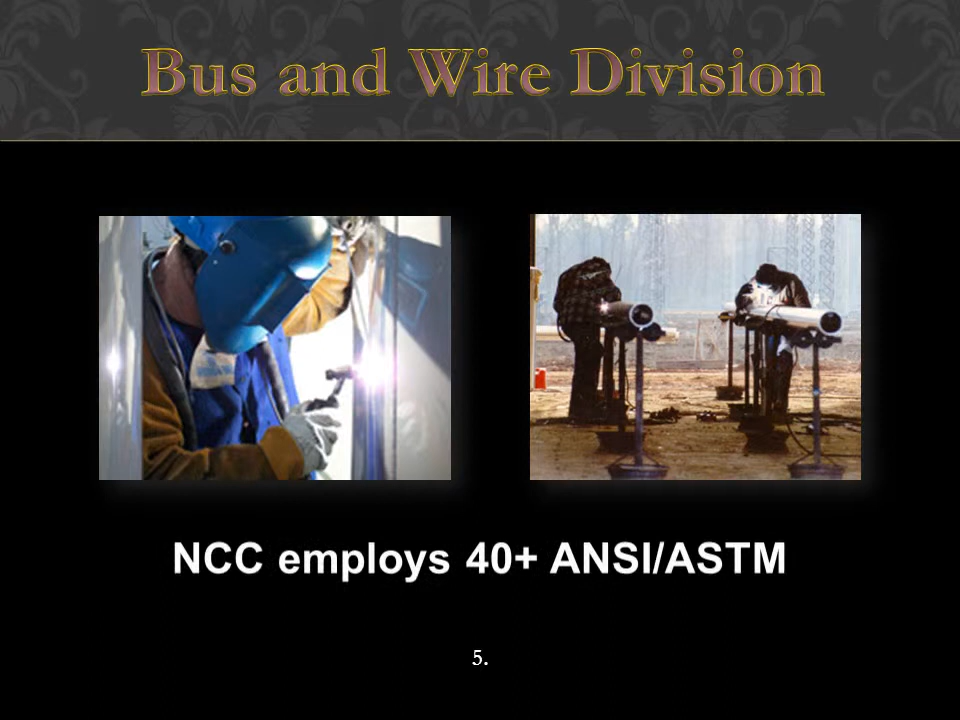 Bus and Wire Division
NCC employs 40+ ANSI/ASTM
5.